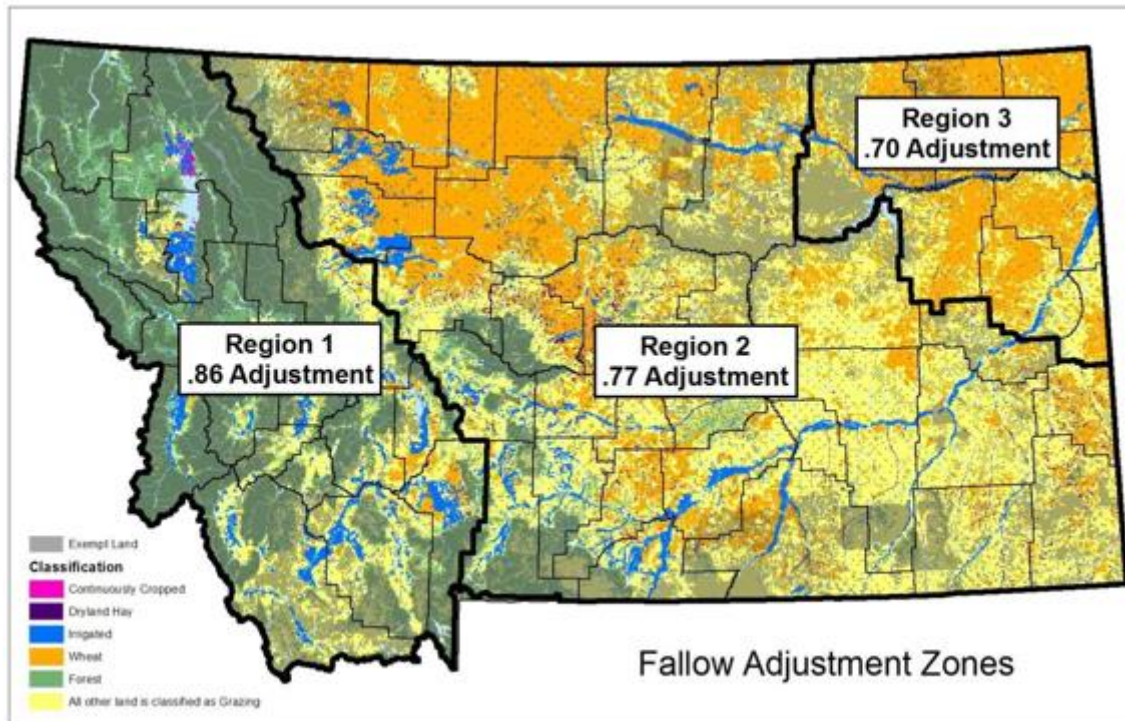 Region 3
.70 Adjustment
Region 1
.86 Adjustment
Region 2
.77 Adjustment
Exempt Land
Classification
Continuously Cropped
Dryland Hay
Irrigated
Wheat
Forest
All other land is classified as Grazing
Fallow Adjustment Zones